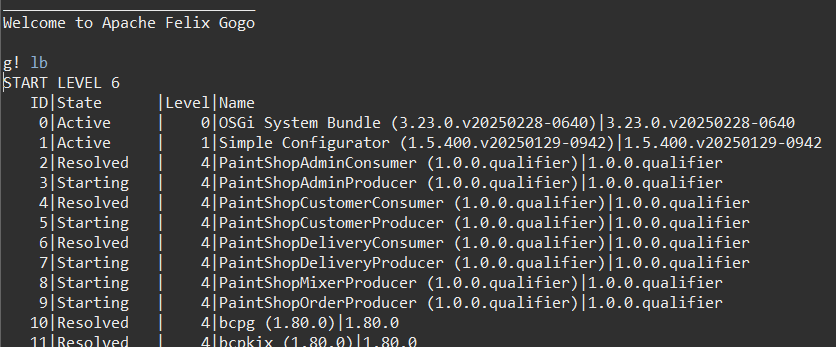 Welcome to Apache Felix Gogo
g! lb
START LEVEL 6
   ID|State      |Level|Name
    0|Active     |    0|OSGi System Bundle (3.23.0.v20250228-0640)|3.23.0.v20250228-0640
    1|Active     |    1|Simple Configurator (1.5.400.v20250129-0942)|1.5.400.v20250129-0942
    2|Resolved   |    4|PaintShopAdminConsumer (1.0.0.qualifier)|1.0.0.qualifier
    3|Starting   |    4|PaintShopAdminProducer (1.0.0.qualifier)|1.0.0.qualifier
    4|Resolved   |    4|PaintShopCustomerConsumer (1.0.0.qualifier)|1.0.0.qualifier
    5|Starting   |    4|PaintShopCustomerProducer (1.0.0.qualifier)|1.0.0.qualifier
    6|Resolved   |    4|PaintShopDeliveryConsumer (1.0.0.qualifier)|1.0.0.qualifier
    7|Starting   |    4|PaintShopDeliveryProducer (1.0.0.qualifier)|1.0.0.qualifier
    8|Starting   |    4|PaintShopMixerProducer (1.0.0.qualifier)|1.0.0.qualifier
    9|Starting   |    4|PaintShopOrderProducer (1.0.0.qualifier)|1.0.0.qualifier
   10|Resolved   |    4|bcpg (1.80.0)|1.80.0
   11|Resolved   |    4|bcpkix (1.80.0)|1.80.0